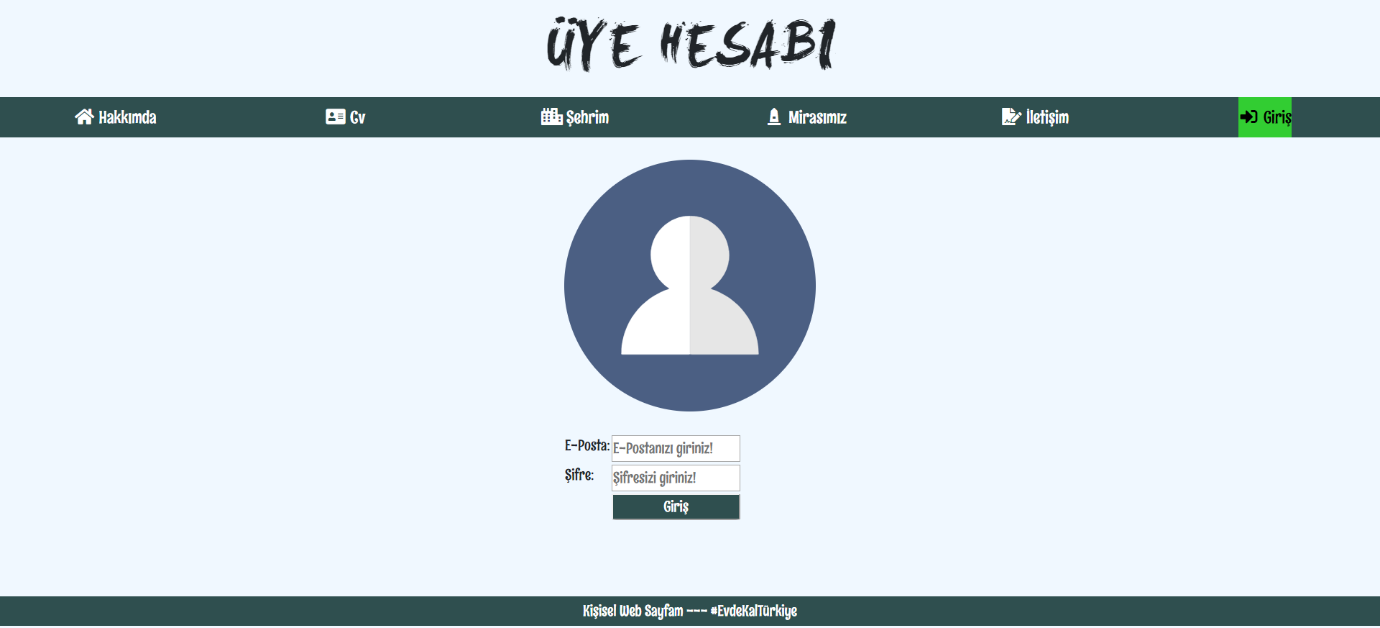 ÜYE HESABI
Hakkımda Cv Şehrim Mirasımız İletişim Giriş
E-Posta: E-Postanızı giriniz!
Şifre: Şifresizi giriniz!
Giriş
Kişisel Web Sayfam --- #EvdeKalTürkiye